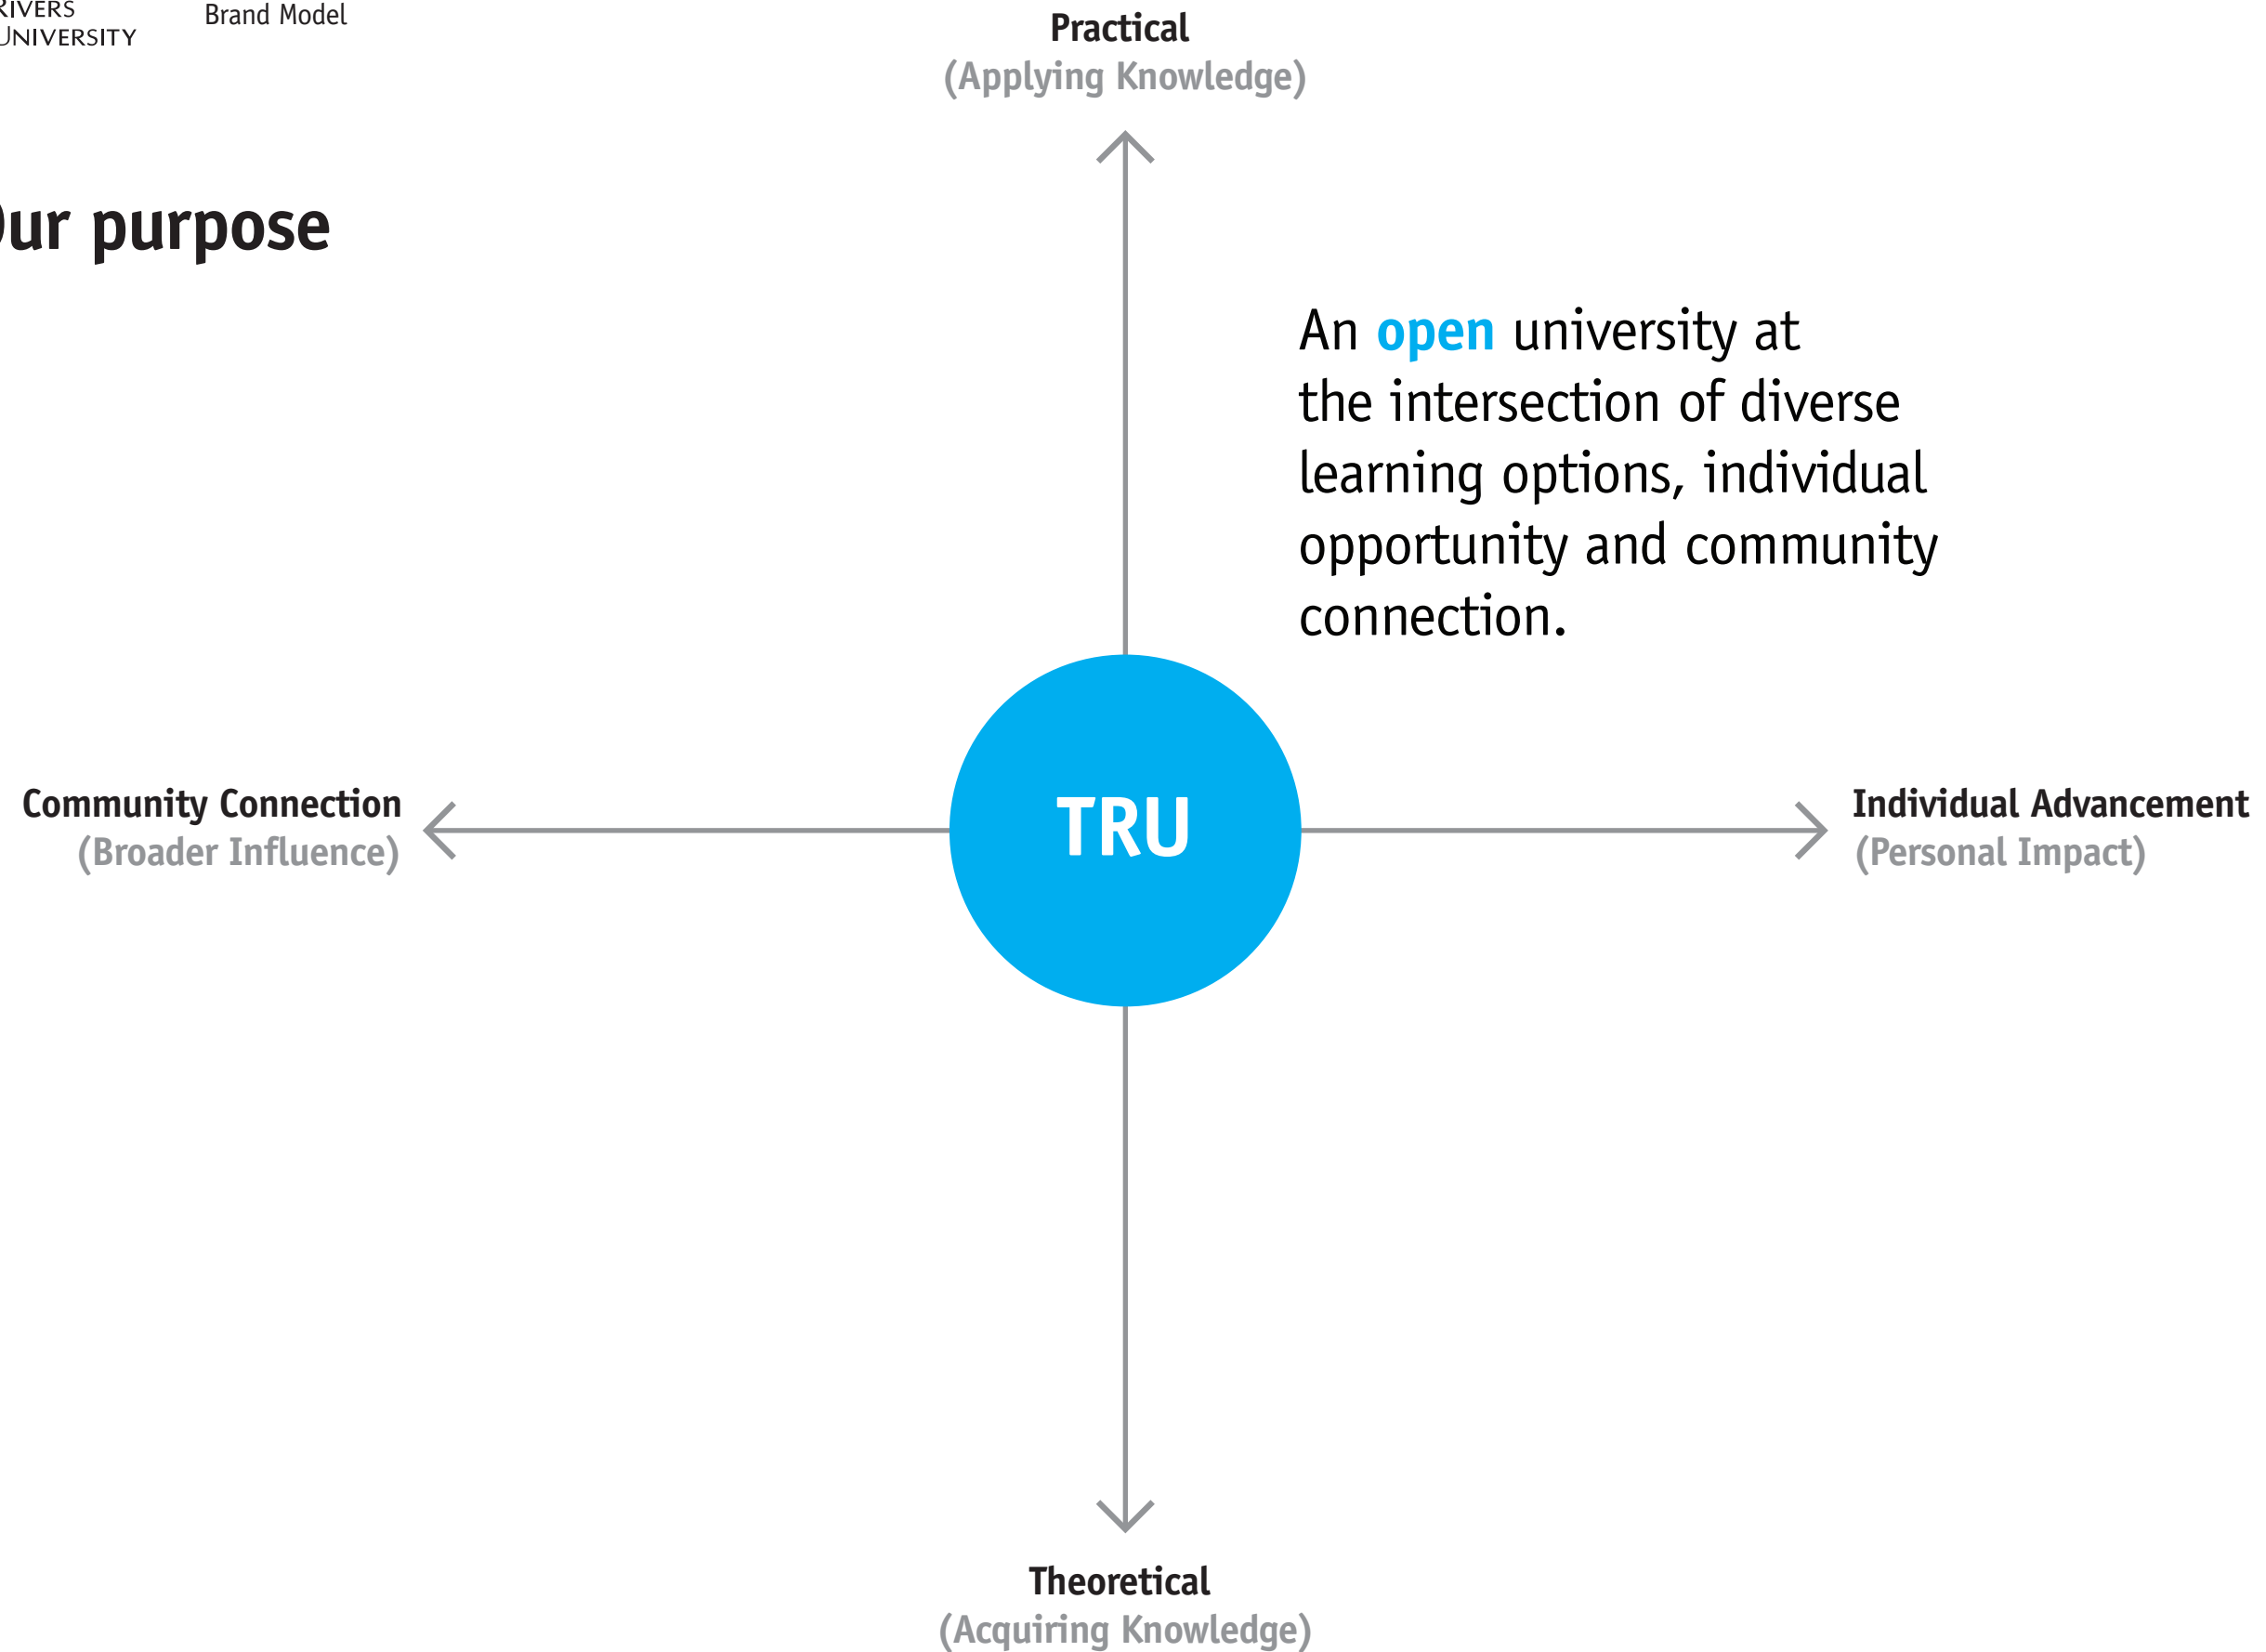 RIVERS
UNIVERSITY
Brand Model
Our purpose
Practical
(Applying Knowledge)
An open university at
the intersection of diverse
learning options, individual
opportunity and community
connection.
Community Connection
(Broader Influence)
TRU
Individual Advancement
(Personal Impact)
Theoretical
(Acquiring Knowledge)